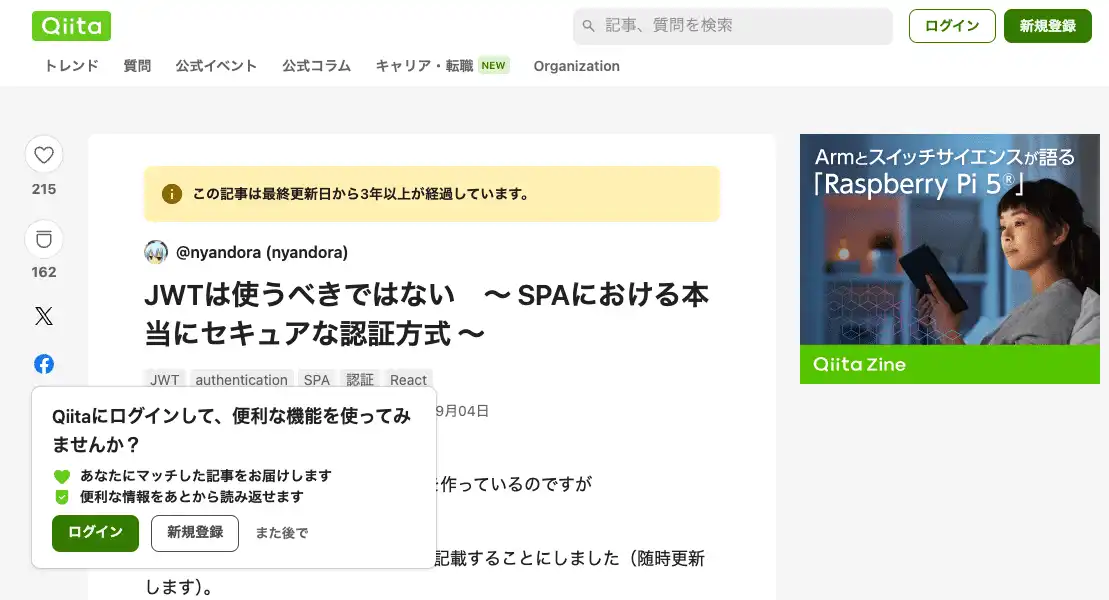 Qiita
記事、質問を検索
ログイン
新規登録
トレンド
質問
公式イベント
公式コラム
キャリア・転職 NEW
Organization
215
162
この記事は最終更新日から3年以上が経過しています。
@nyandora (nyandora)
JWTは使うべきではない　〜 SPAにおける本
当にセキュアな認証方式 〜
JWT authentication SPA 認証 React
9月04日
を作っているのですが
記載することにしました（随時更新
します）。
Qiitaにログインして、便利な機能を使ってみ
ませんか？
あなたにマッチした記事をお届けします
便利な情報をあとから読み返せます
ログイン
新規登録
また後で
Armとスイッチサイエンスが語る
「Raspberry Pi 5®」
Qiita Zine